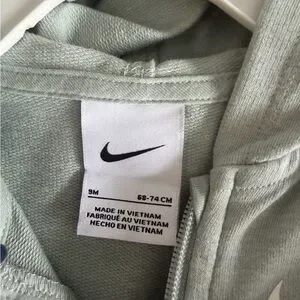 9M 68-74 CM
MADE IN VIETNAM
FABRIQUÉ AU VIETNAM
HECHO EN VIETNAM